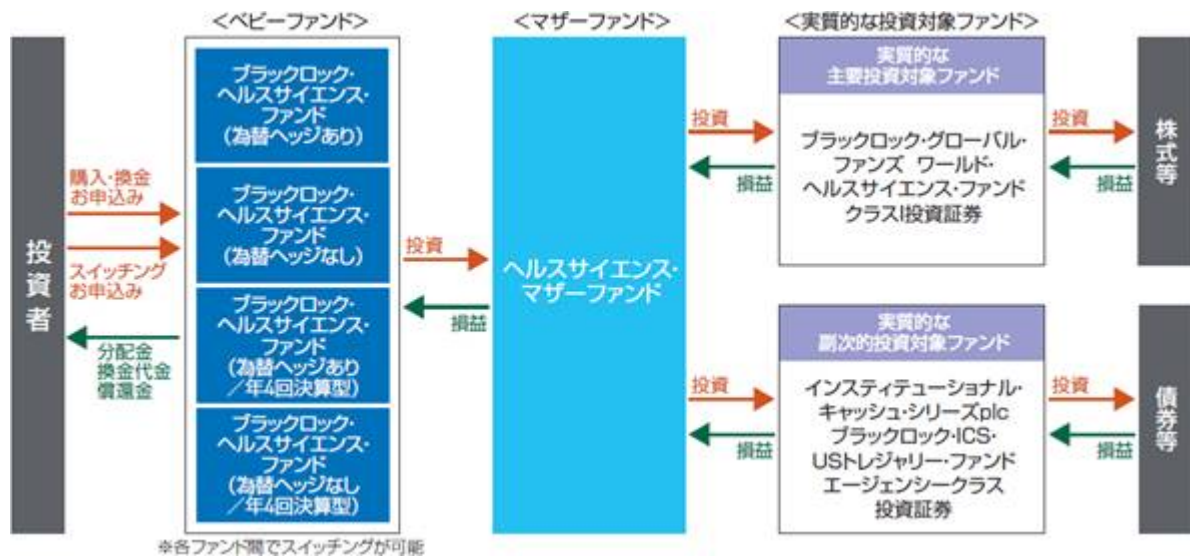 <ベビーファンド>
<マザーファンド>
<実質的な投資対象ファンド>
投資者
購入・換金
お申込み
スイッチング
お申込み
分配金
換金代金
償還金
ブラックロック・
ヘルスサイエンス・
ファンド
(為替ヘッジあり)
ブラックロック・
ヘルスサイエンス・
ファンド
(為替ヘッジなし)
ブラックロック・
ヘルスサイエンス・
ファンド
(為替ヘッジあり
/年4回決算型)
ブラックロック・
ヘルスサイエンス・
ファンド
(為替ヘッジなし
/年4回決算型)
※各ファンド間でスイッチングが可能
投資
損益
ヘルスサイエンス・
マザーファンド
投資
損益
実質的な
主要投資対象ファンド
ブラックロック・グローバル・
ファンズ ワールド・
ヘルスサイエンス・ファンド
クラスI投資証券
投資
損益
株式等
投資
損益
実質的な
副次的投資対象ファンド
インスティテューショナル・
キャッシュ・シリーズplc
ブラックロック・ICS・
USトレジャリー・ファンド
エージェンシークラス
投資証券
投資
損益
債券等